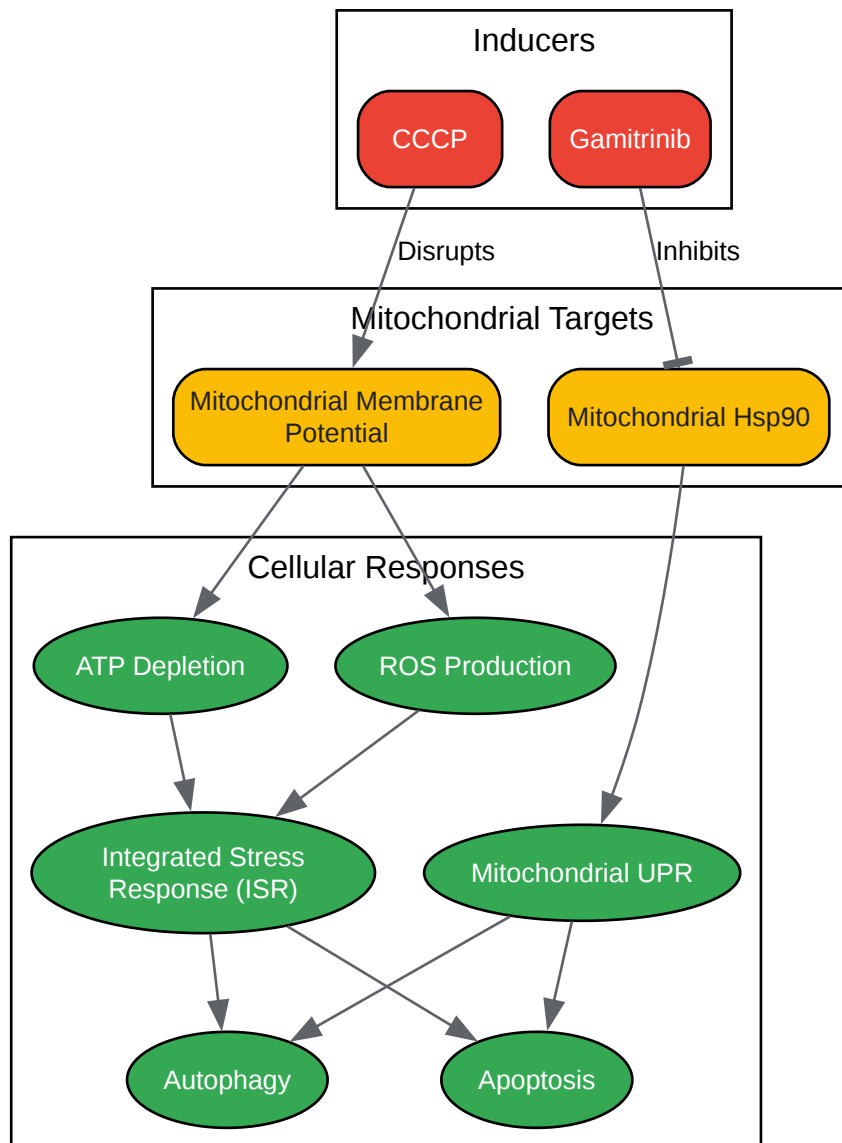 Inducers
CCCP
Gamitrinib
Disrupts
Inhibits
Mitochondrial Targets
Mitochondrial Membrane
Potential
Mitochondrial Hsp90
Cellular Responses
ATP Depletion
ROS Production
Integrated Stress
Response (ISR)
Mitochondrial UPR
Autophagy
Apoptosis